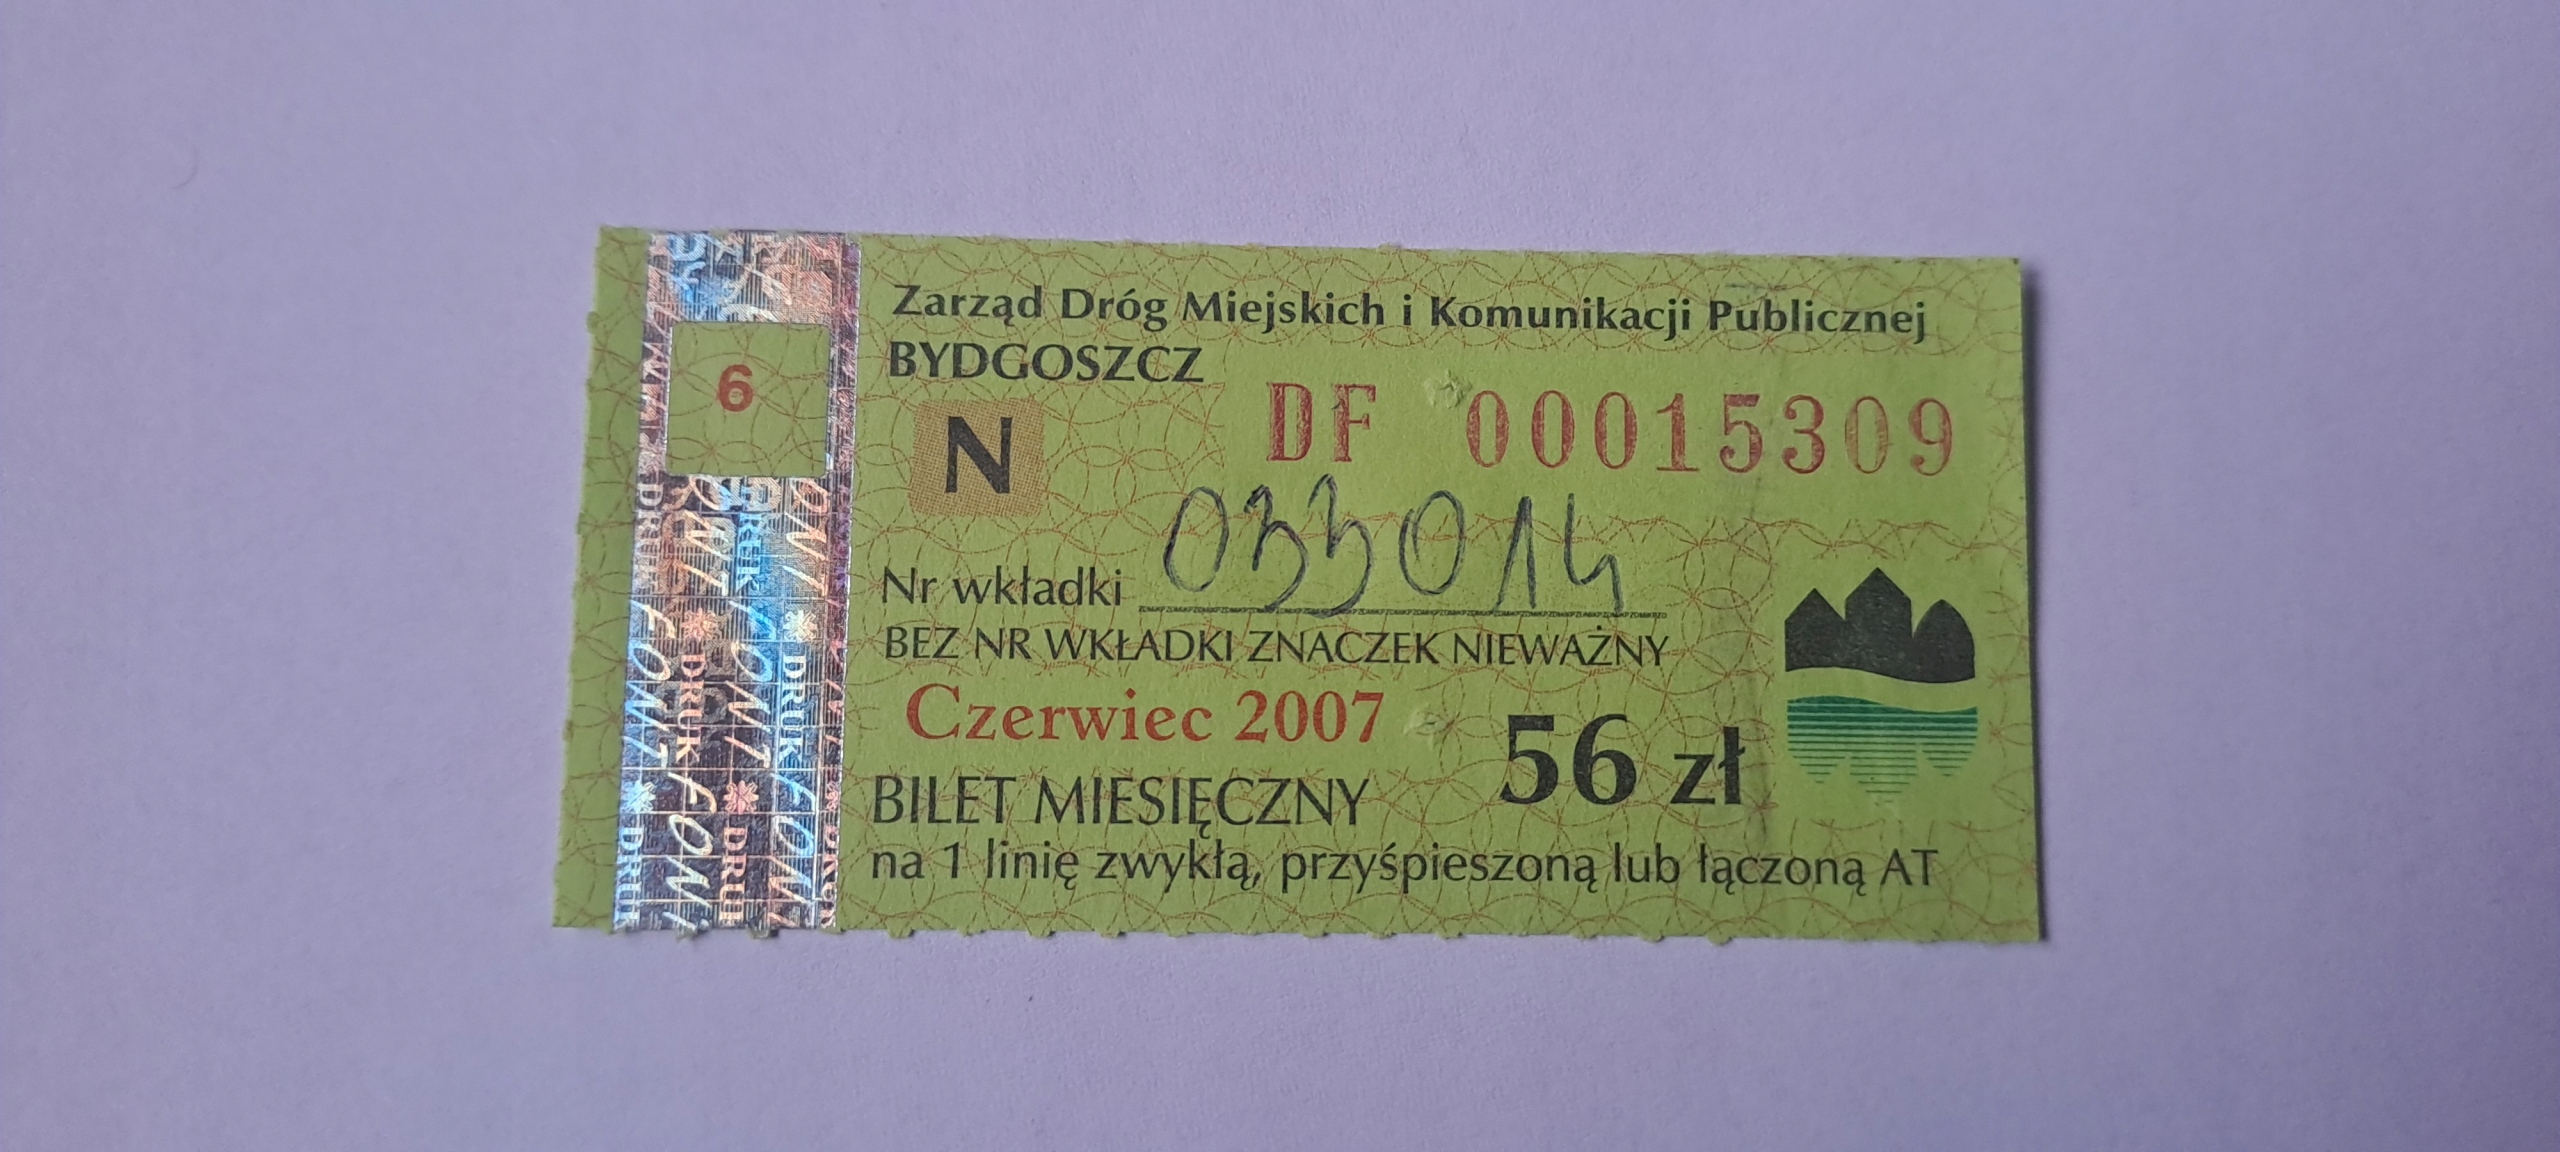 Zarząd Dróg Miejskich i Komunikacji Publicznej
BYDGOSZCZ
6
N
DF 00015309
Nr wkładki 033014
BEZ NR WKŁADKI ZNACZEK NIEWAŻNY
Czerwiec 2007
56 zł
BILET MIESIĘCZNY
na 1 linię zwykłą, przyśpieszoną lub łączoną AT